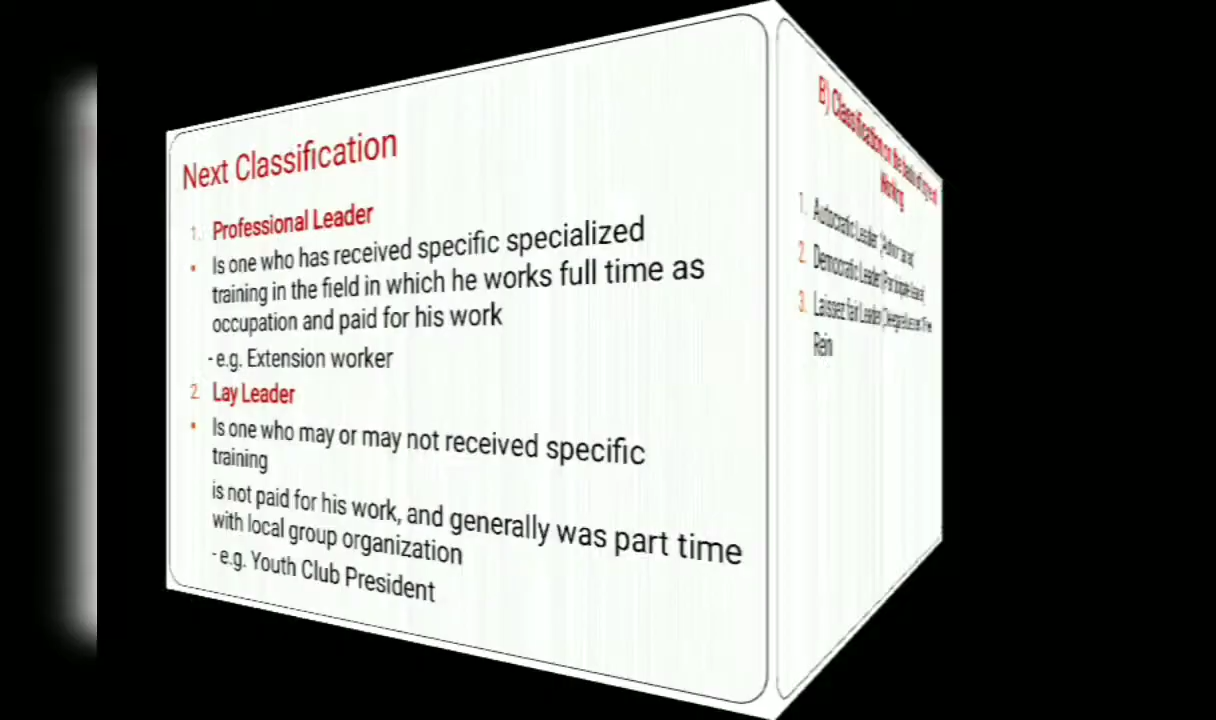 Next Classification
1. Professional Leader
• Is one who has received specific specialized
training in the field in which he works full time as
occupation and paid for his work
- e.g. Extension worker
2. Lay Leader
• Is one who may or may not received specific
training
is not paid for his work, and generally was part time
with local group organization
- e.g. Youth Club President
B) Classification on the basis of
Working
1. Autocratic Leader
2. Democratic Leader
3. Laissez fair Leader
Rein